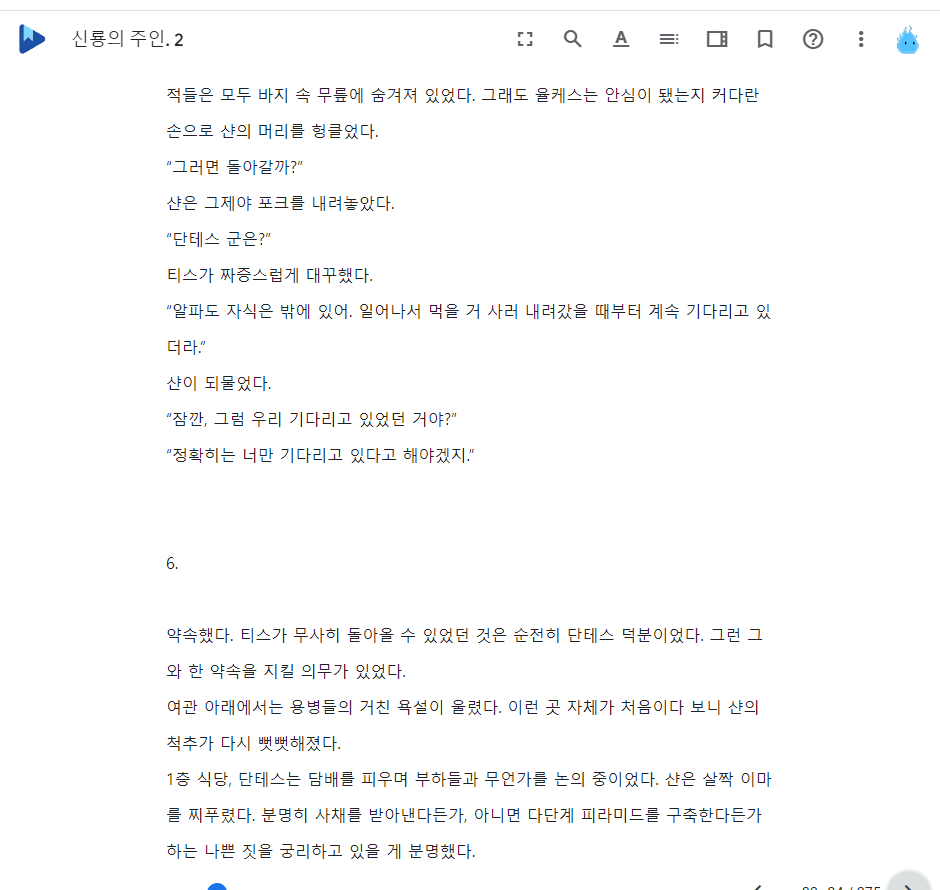 신룡의 주인. 2
적들은 모두 바지 속 무릎에 숨겨져 있었다. 그래도 율케스는 안심이 됐는지 커다란
손으로 샨의 머리를 헝클었다.
“그러면 돌아갈까?”
샨은 그제야 포크를 내려놓았다.
“단테스 군은?”
티스가 짜증스럽게 대꾸했다.
“알파도 자식은 밖에 있어. 일어나서 먹을 거 사러 내려갔을 때부터 계속 기다리고 있
더라.”
샨이 되물었다.
“잠깐, 그럼 우리 기다리고 있었던 거야?”
“정확히는 너만 기다리고 있다고 해야겠지.”
6.
약속했다. 티스가 무사히 돌아올 수 있었던 것은 순전히 단테스 덕분이었다. 그런 그
와 한 약속을 지킬 의무가 있었다.
여관 아래에서는 용병들의 거친 욕설이 울렸다. 이런 곳 자체가 처음이다 보니 샨의
척추가 다시 뻣뻣해졌다.
1층 식당, 단테스는 담배를 피우며 부하들과 무언가를 논의 중이었다. 샨은 살짝 이마
를 찌푸렸다. 분명히 사채를 받아낸다든가, 아니면 다단계 피라미드를 구축한다든가
하는 나쁜 짓을 궁리하고 있을 게 분명했다.